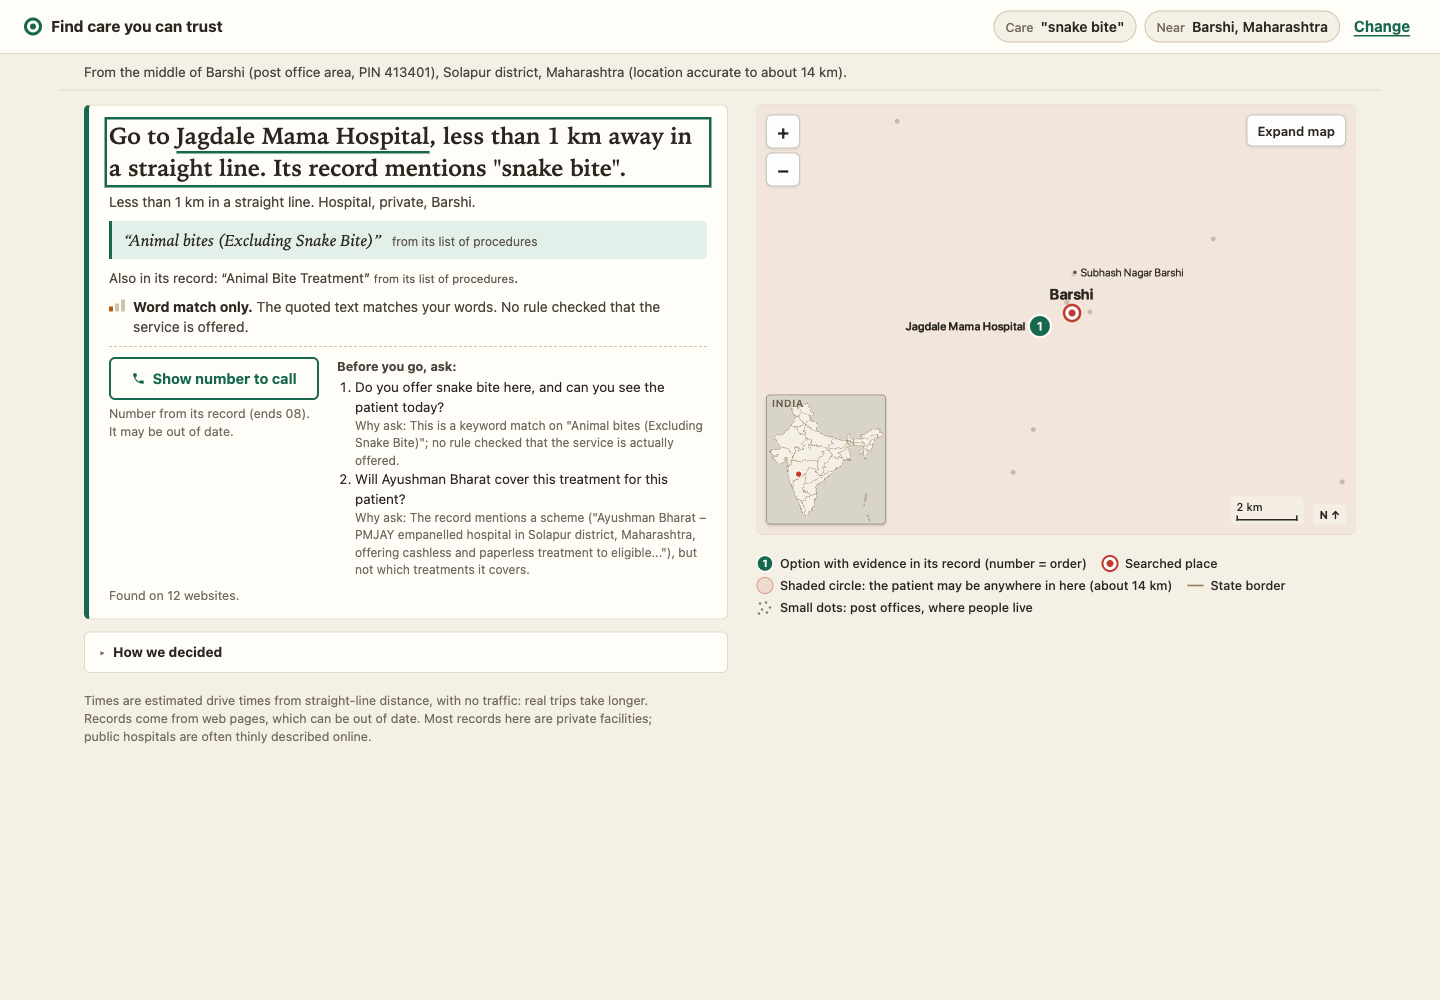 Find care you can trust
Care "snake bite"
Near Barshi, Maharashtra
Change
From the middle of Barshi (post office area, PIN 413401), Solapur district, Maharashtra (location accurate to about 14 km).
Go to Jagdale Mama Hospital, less than 1 km away in
a straight line. Its record mentions "snake bite".
Less than 1 km in a straight line. Hospital, private, Barshi.
“Animal bites (Excluding Snake Bite)” from its list of procedures
Also in its record: “Animal Bite Treatment” from its list of procedures.
Word match only. The quoted text matches your words. No rule checked that the
service is offered.
Show number to call
Number from its record (ends 08).
It may be out of date.
Before you go, ask:
1. Do you offer snake bite here, and can you see the
patient today?
Why ask: This is a keyword match on "Animal bites (Excluding
Snake Bite)"; no rule checked that the service is actually
offered.
2. Will Ayushman Bharat cover this treatment for this
patient?
Why ask: The record mentions a scheme ("Ayushman Bharat –
PMJAY empanelled hospital in Solapur district, Maharashtra,
offering cashless and paperless treatment to eligible..."), but
not which treatments it covers.
Found on 12 websites.
How we decided
Times are estimated drive times from straight-line distance, with no traffic: real trips take longer.
Records come from web pages, which can be out of date. Most records here are private facilities;
public hospitals are often thinly described online.
+
−
Expand map
Subhash Nagar Barshi
Barshi
Jagdale Mama Hospital 1
INDIA
2 km
N ↑
1 Option with evidence in its record (number = order)
Searched place
Shaded circle: the patient may be anywhere in here (about 14 km)
State border
Small dots: post offices, where people live